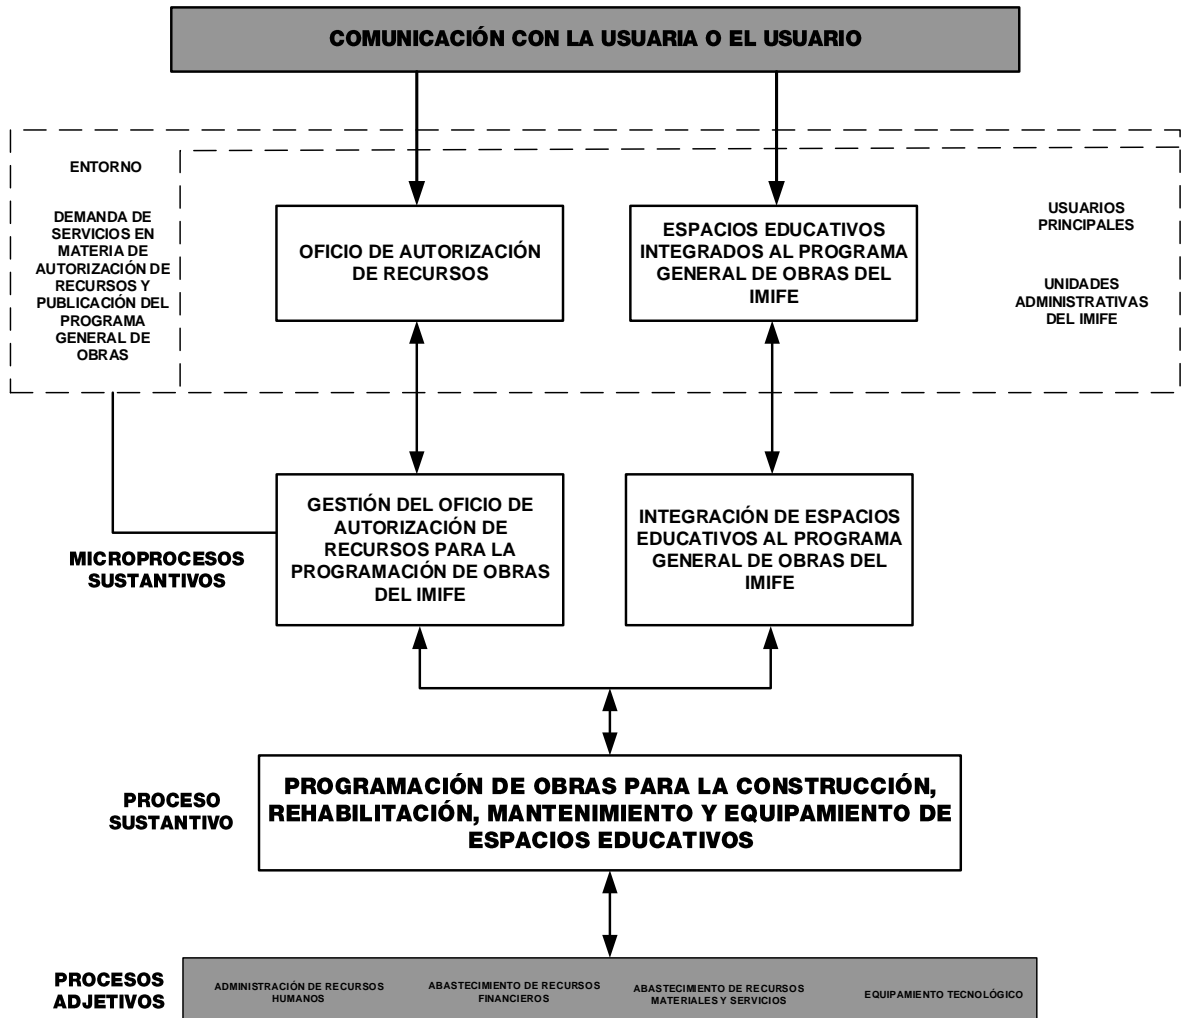 COMUNICACIÓN CON LA USUARIA O EL USUARIO
ENTORNO
DEMANDA DE
SERVICIOS EN
MATERIA DE
AUTORIZACIÓN DE
RECURSOS Y
PUBLICACIÓN DEL
PROGRAMA
GENERAL DE
OBRAS
OFICIO DE AUTORIZACIÓN
DE RECURSOS
ESPACIOS EDUCATIVOS
INTEGRADOS AL PROGRAMA
GENERAL DE OBRAS DEL
IMIFE
USUARIOS
PRINCIPALES
UNIDADES
ADMINISTRATIVAS
DEL IMIFE
MICROPROCESOS
SUSTANTIVOS
GESTIÓN DEL OFICIO DE
AUTORIZACIÓN DE
RECURSOS PARA LA
PROGRAMACIÓN DE OBRAS
DEL IMIFE
INTEGRACIÓN DE ESPACIOS
EDUCATIVOS AL PROGRAMA
GENERAL DE OBRAS DEL
IMIFE
PROCESO
SUSTANTIVO
PROGRAMACIÓN DE OBRAS PARA LA CONSTRUCCIÓN,
REHABILITACIÓN, MANTENIMIENTO Y EQUIPAMIENTO DE
ESPACIOS EDUCATIVOS
PROCESOS
ADJETIVOS
ADMINISTRACIÓN DE RECURSOS
HUMANOS
ABASTECIMIENTO DE RECURSOS
FINANCIEROS
ABASTECIMIENTO DE RECURSOS
MATERIALES Y SERVICIOS
EQUIPAMIENTO TECNOLÓGICO